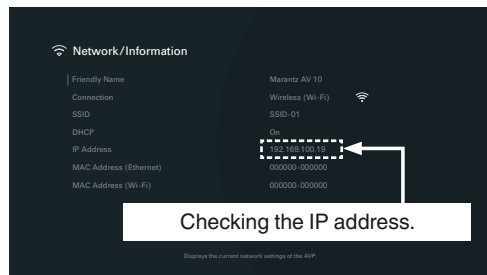 Network/Information
Friendly Name Marantz AV 10
Connection Wireless (Wi-Fi)
SSID SSID-01
DHCP On
IP Address 192.168.100.19
MAC Address (Ethernet) 000000-000000
MAC Address (Wi-Fi) 000000-000000
Checking the IP address.
Displays the current network settings of the AVP.